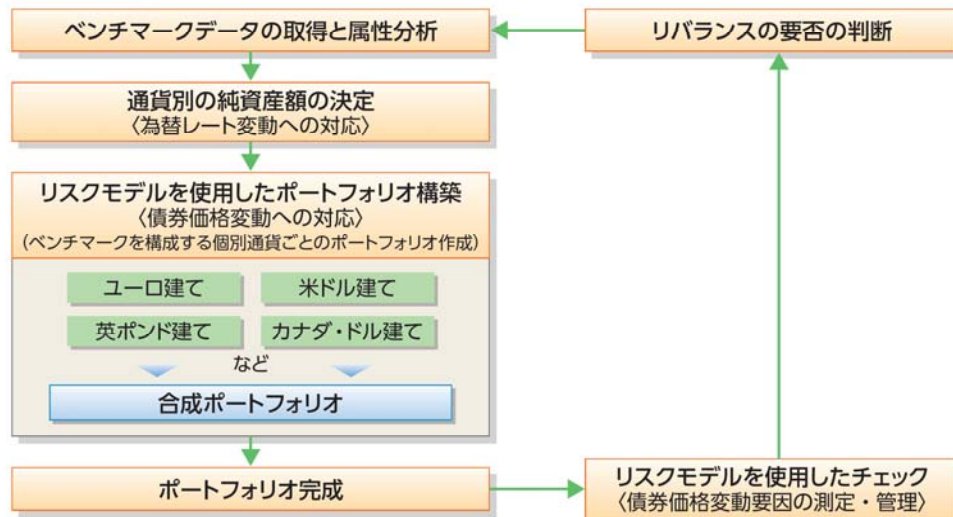 ベンチマークデータの取得と属性分析
リバランスの要否の判断
通貨別の純資産額の決定
〈為替レート変動への対応〉
リスクモデルを使用したポートフォリオ構築
〈債券価格変動への対応〉
(ベンチマークを構成する個別通貨ごとのポートフォリオ作成)
ユーロ建て
米ドル建て
英ポンド建て
カナダ・ドル建て
など
合成ポートフォリオ
ポートフォリオ完成
リスクモデルを使用したチェック
〈債券価格変動要因の測定・管理〉